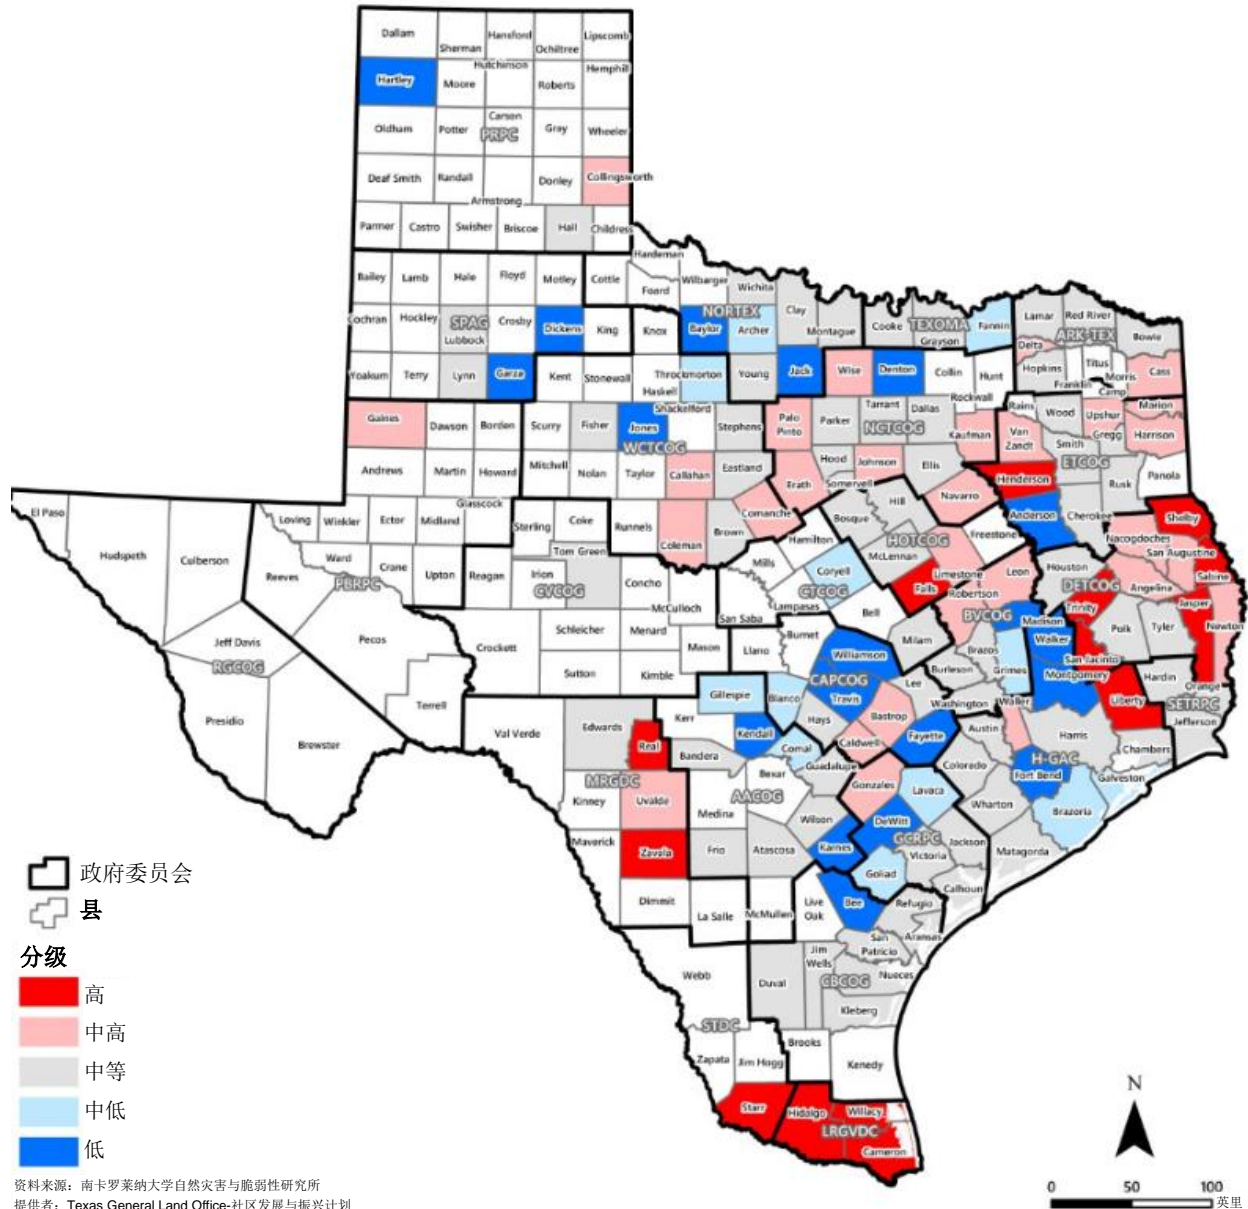 Dallam
Sherman
Hansford
Ochiltree
Lipscomb
Hartley
Moore
Hutchinson
Roberts
Hemphill
Oldham
Potter
Carson
PRPC
Gray
Wheeler
Deaf Smith
Randall
Armstrong
Donley
Collingsworth
Parmer
Castro
Swisher
Briscoe
Hall
Childress
Bailey
Lamb
Hale
Floyd
Motley
Cottle
Hardeman
Foard
Wilbarger
Wichita
Cochran
Hockley
SPAG
Lubbock
Crosby
Dickens
King
Knox
NORTEX
Baylor
Archer
Clay
Montague
Cooke
TEXOMA
Grayson
Fannin
Lamar
Red River
ARK-TEX
Bowie
Delta
Yoakum
Terry
Lynn
Garza
Kent
Stonewall
Haskell
Throckmorton
Young
Jack
Wise
Denton
Collin
Hunt
Hopkins
Franklin
Titus
Morris
Camp
Cass
Gaines
Dawson
Borden
Scurry
Fisher
Jones
WCTCOG
Shackelford
Stephens
Palo
Pinto
Parker
Tarrant
Dallas
NCTCOG
Rockwall
Kaufman
Rains
Van
Zandt
Wood
Upshur
Marion
Gregg
Harrison
Smith
ETCOG
Andrews
Martin
Howard
Mitchell
Nolan
Taylor
Callahan
Eastland
Erath
Hood
Somervell
Johnson
Ellis
Navarro
Henderson
Rusk
Panola
El Paso
Hudspeth
Culberson
Loving
Winkler
Ector
Midland
Glasscock
Sterling
Coke
Runnels
Coleman
Brown
Comanche
Hamilton
Bosque
Hill
HOTCOG
McLennan
Freestone
Anderson
Cherokee
Nacogdoches
Shelby
San Augustine
Sabine
Reeves
Ward
Crane
PBRPC
Upton
Reagan
Irion
Tom Green
CVCOG
Concho
McCulloch
San Saba
Mills
Lampasas
Coryell
CTCOG
Bell
Falls
Limestone
Robertson
Leon
Houston
DETCOG
Angelina
Trinity
Polk
Tyler
Jasper
Newton
Jeff Davis
RGCOG
Pecos
Crockett
Schleicher
Menard
Mason
Llano
Burnet
Williamson
Milam
BVCOG
Brazos
Madison
Walker
Grimes
San Jacinto
Montgomery
Liberty
Hardin
Orange
SETRPC
Jefferson
Presidio
Brewster
Terrell
Sutton
Kimble
Gillespie
Blanco
CAPCOG
Travis
Hays
Lee
Burleson
Washington
Waller
Bastrop
Caldwell
Fayette
Austin
Harris
H-GAC
Chambers
Val Verde
Edwards
Real
Kerr
Bandera
Kendall
Comal
Guadalupe
Bexar
AACOG
Medina
Gonzales
Lavaca
Colorado
Fort Bend
Galveston
Brazoria
Wharton
MRGDC
Kinney
Uvalde
Maverick
Zavala
Frio
Atascosa
Wilson
Karnes
DeWitt
GCRPC
Victoria
Jackson
Matagorda
Goliad
Calhoun
Dimmit
La Salle
McMullen
Live
Oak
Bee
Refugio
Aransas
San
Patricio
Webb
Duval
Jim
Wells
Nueces
CBCOG
Kleberg
STDC
Zapata
Jim Hogg
Brooks
Kenedy
Starr
Hidalgo
Willacy
LRGVDC
Cameron
政府委员会
县
分级
高
中高
中等
中低
低
资料来源：南卡罗莱纳大学自然灾害与脆弱性研究所
提供者：Texas General Land Office-社区发展与振兴计划
N
0 50 100
英里